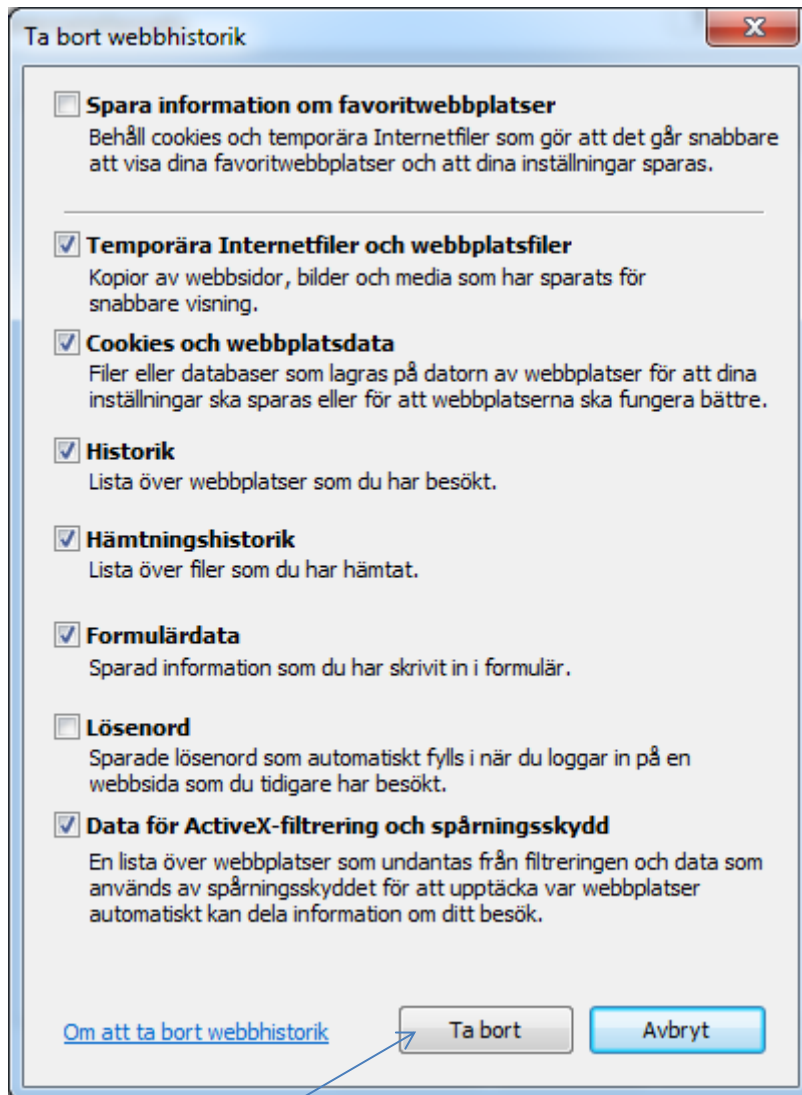 Ta bort webbhistorik
Spara information om favoritwebbplatser
Behåll cookies och temporära Internetfiler som gör att det går snabbare
att visa dina favoritwebbplatser och att dina inställningar sparas.
Temporära Internetfiler och webbplatsfiler
Kopior av webbsidor, bilder och media som har sparats för
snabbare visning.
Cookies och webbplatsdata
Filer eller databaser som lagras på datorn av webbplatser för att dina
inställningar ska sparas eller för att webbplatserna ska fungera bättre.
Historik
Lista över webbplatser som du har besökt.
Hämtningshistorik
Lista över filer som du har hämtat.
Formulärdata
Sparad information som du har skrivit in i formulär.
Lösenord
Sparade lösenord som automatiskt fylls i när du loggar in på en
webbsida som du tidigare har besökt.
Data för ActiveX-filtrering och spårningsskydd
En lista över webbplatser som undantas från filtreringen och data som
används av spårningsskyddet för att upptäcka var webbplatser
automatiskt kan dela information om ditt besök.
Om att ta bort webbhistorik Ta bort Avbryt